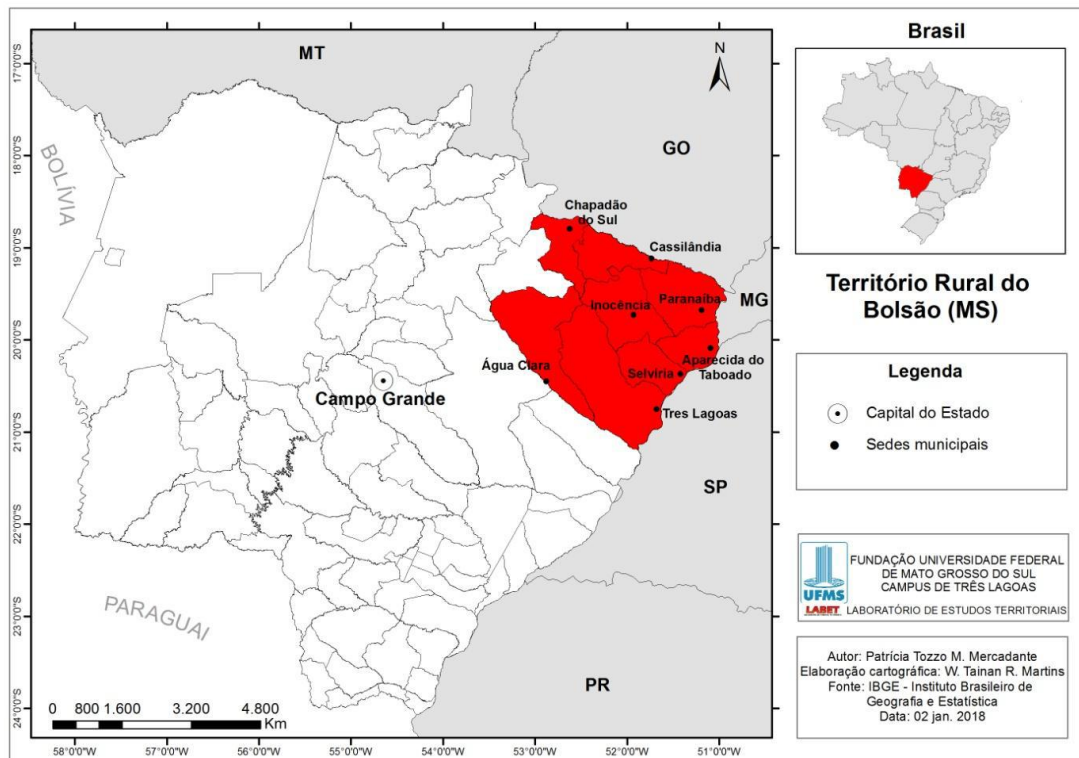 MT
N
BOLÍVIA
GO
Chapadão
do Sul
Cassilândia
MG
Inocência
Paranaíba
Água Clara
Aparecida do
Taboado
Selvíria
Campo Grande
Tres Lagoas
SP
PARAGUAI
PR
0 800 1.600 3.200 4.800
Km
17°0'0"S
18°0'0"S
19°0'0"S
20°0'0"S
21°0'0"S
22°0'0"S
23°0'0"S
24°0'0"S
58°0'0"W
57°0'0"W
56°0'0"W
55°0'0"W
54°0'0"W
53°0'0"W
52°0'0"W
51°0'0"W
Brasil
Território Rural do
Bolsão (MS)
Legenda
Capital do Estado
Sedes municipais
UFMS
LABET
FUNDAÇÃO UNIVERSIDADE FEDERAL
DE MATO GROSSO DO SUL
CAMPUS DE TRÊS LAGOAS
LABORATÓRIO DE ESTUDOS TERRITORIAIS
Autor: Patrícia Tozzo M. Mercadante
Elaboração cartográfica: W. Tainan R. Martins
Fonte: IBGE - Instituto Brasileiro de
Geografia e Estatística
Data: 02 jan. 2018